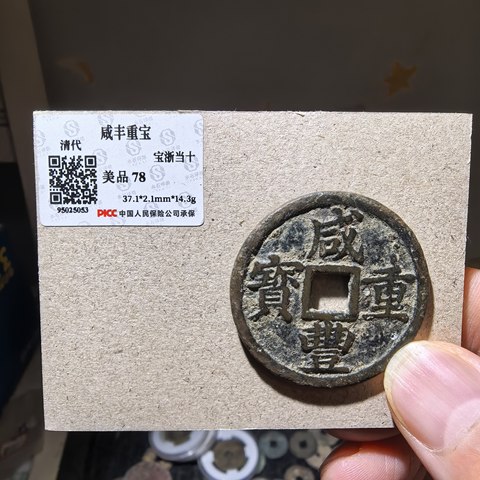 咸丰重宝
清代
宝浙当十
美品 78
37.1*2.1mm*14.3g
95025053
PICC 中国人民保险公司承保
咸
寶 重
豐